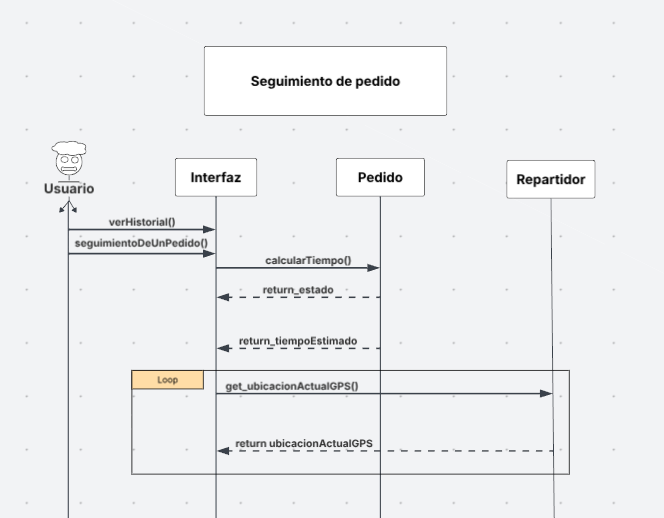 Seguimiento de pedido
Usuario
Interfaz
Pedido
Repartidor
verHistorial()
seguimientoDeUnPedido()
calcularTiempo()
return_estado
return_tiempoEstimado
Loop
get_ubicacionActualGPS()
return ubicacionActualGPS